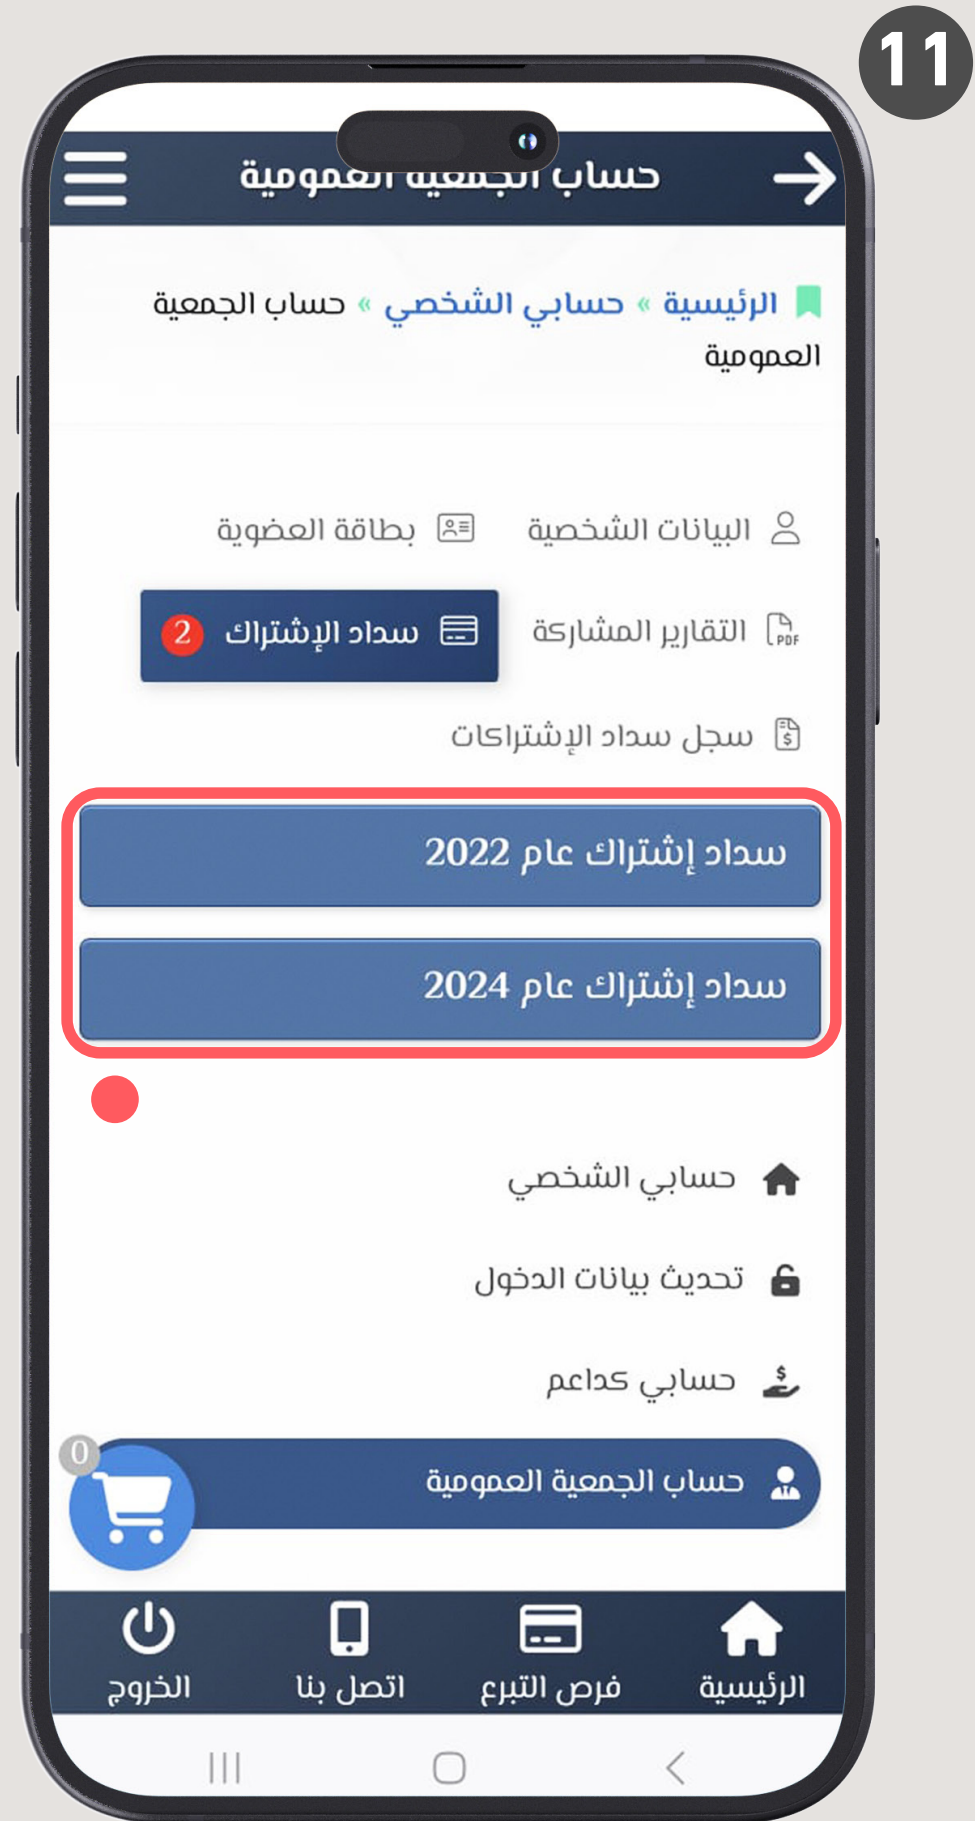 11
حساب الجمعية العمومية
الرئيسية » حسابي الشخصي » حساب الجمعية
العمومية
البيانات الشخصية بطاقة العضوية
التقارير المشاركة سداد الإشتراك 2
سجل سداد الإشتراكات
سداد إشتراك عام 2022
سداد إشتراك عام 2024
حسابي الشخصي
تحديث بيانات الدخول
حسابي كداعم
حساب الجمعية العمومية
0
الرئيسية فرص التبرع اتصل بنا الخروج